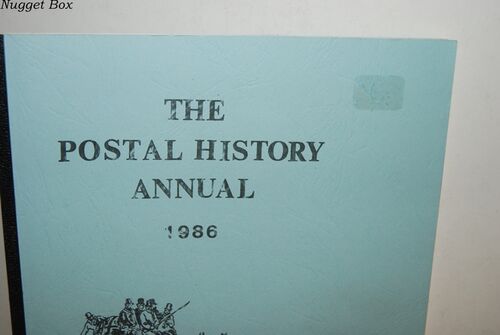 Nugget Box
THE
POSTAL HISTORY
ANNUAL
1986